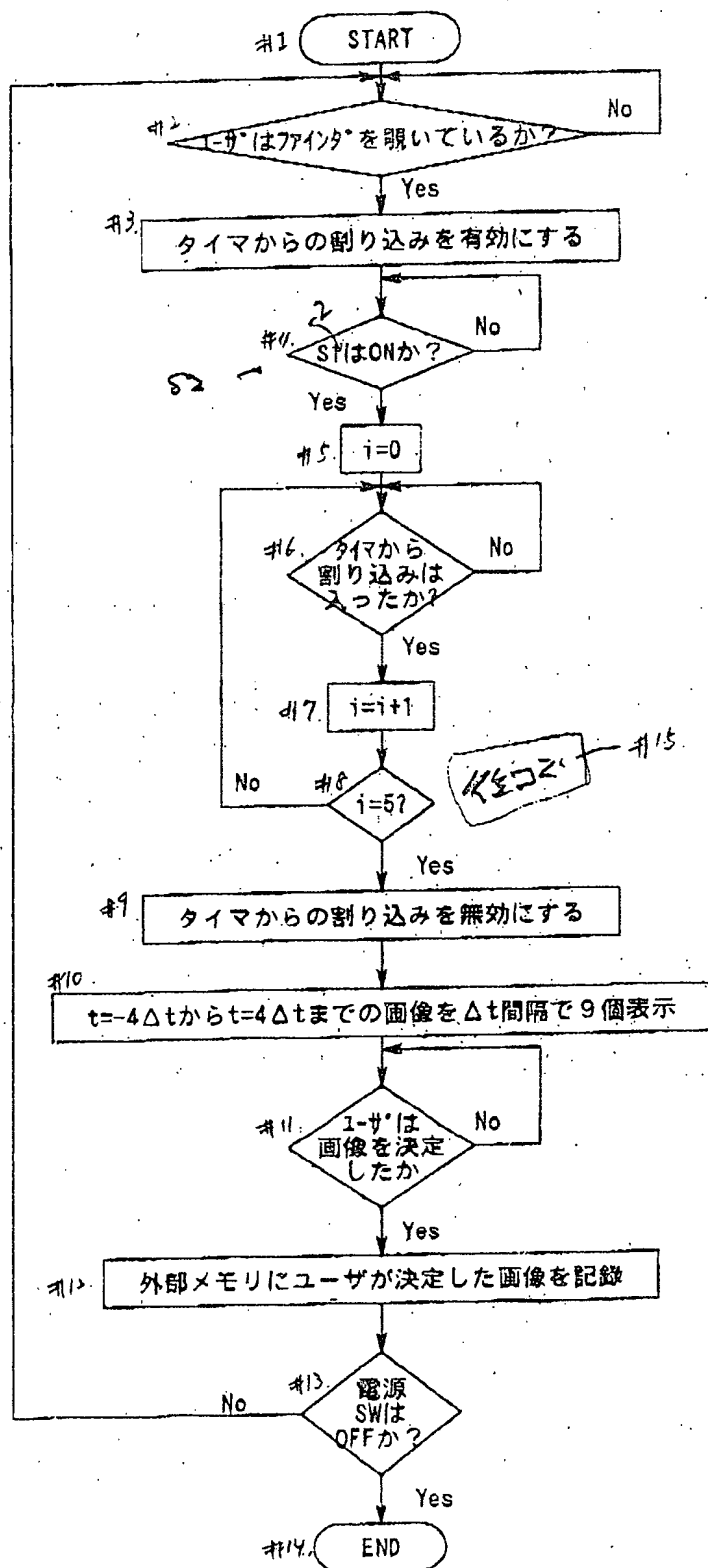 #1 START
No
#2 ユーザはファインダを覗いているか?
Yes
#3. タイマからの割り込みを有効にする
2
#4. S1はONか?
No
S2
Yes
#5. i=0
#6. タイマから
割り込みは
入ったか?
No
Yes
#7. i=i+1
#15
No
#8 i=5?
Yes
#9 タイマからの割り込みを無効にする
#10
t=-4Δtからt=4Δtまでの画像をΔt間隔で9個表示
#11. ユーザは
画像を決定
したか
No
Yes
#12 外部メモリにユーザが決定した画像を記録
#13. 電源
SWは
OFFか?
No
Yes
#14. END